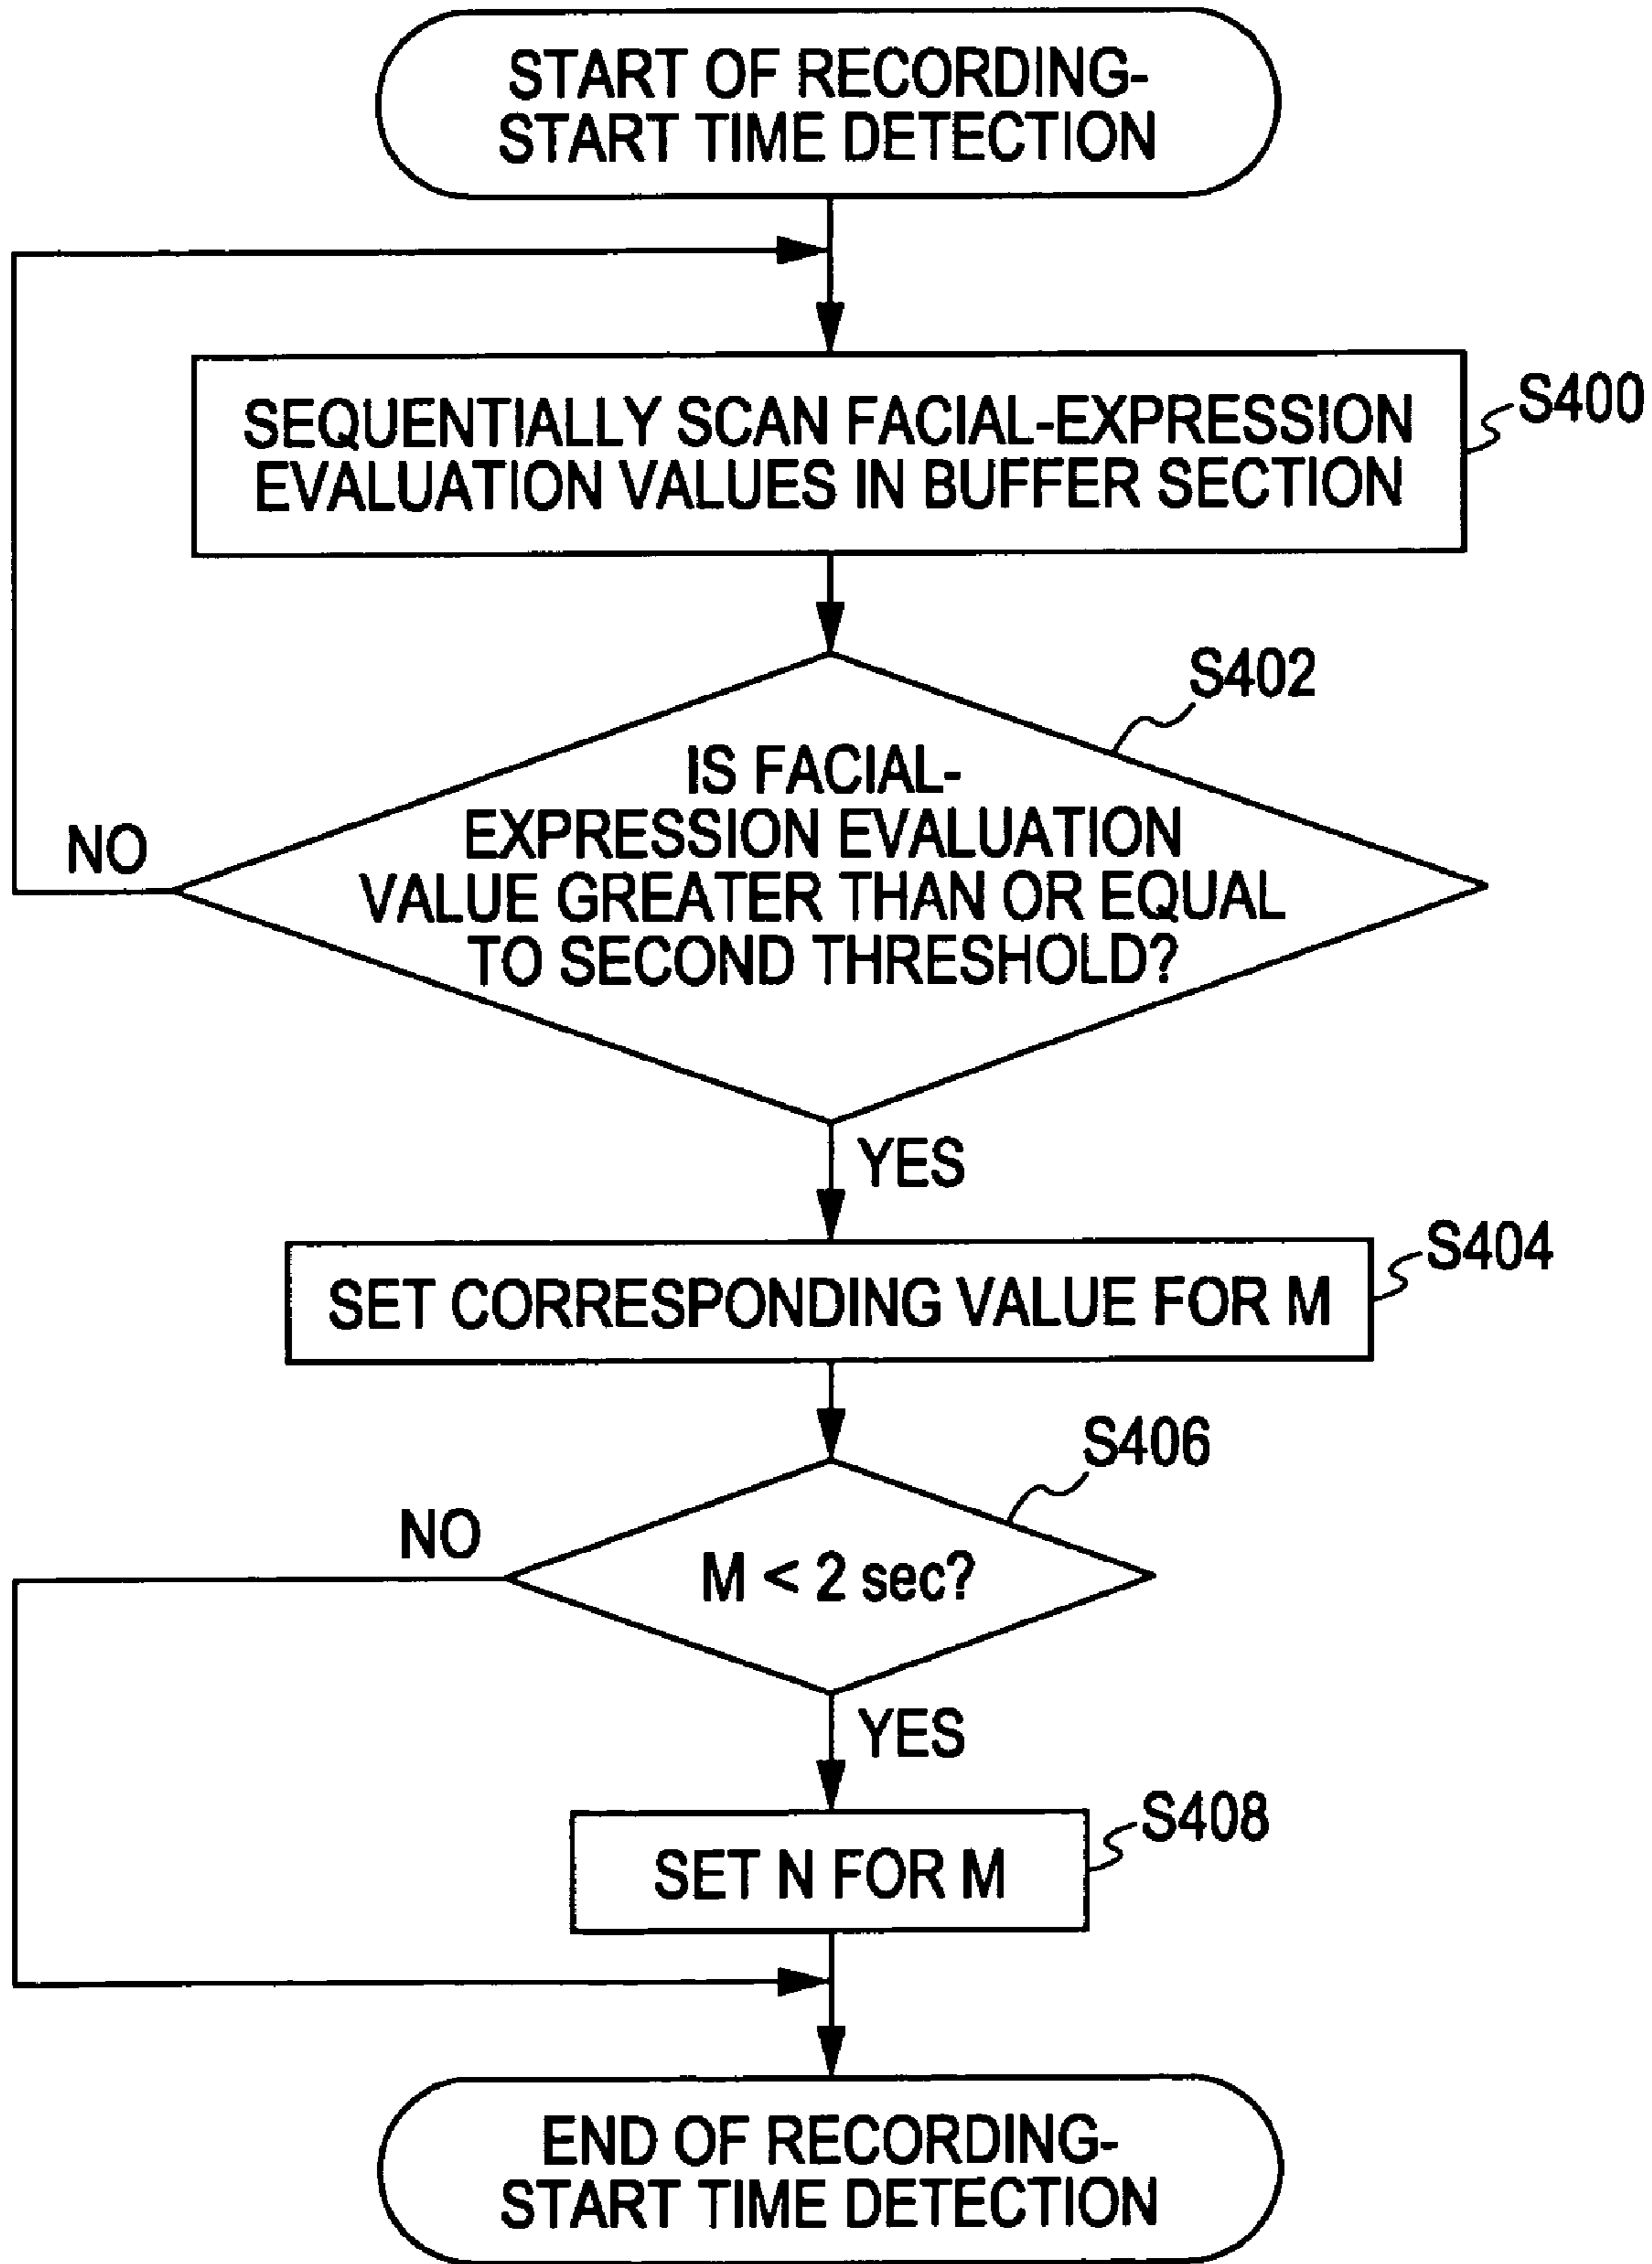 START OF RECORDING-
START TIME DETECTION
SEQUENTIALLY SCAN FACIAL-EXPRESSION
EVALUATION VALUES IN BUFFER SECTION
S400
S402
IS FACIAL-
EXPRESSION EVALUATION
VALUE GREATER THAN OR EQUAL
TO SECOND THRESHOLD?
NO
YES
SET CORRESPONDING VALUE FOR M
S404
S406
M < 2 sec?
NO
YES
SET N FOR M
S408
END OF RECORDING-
START TIME DETECTION